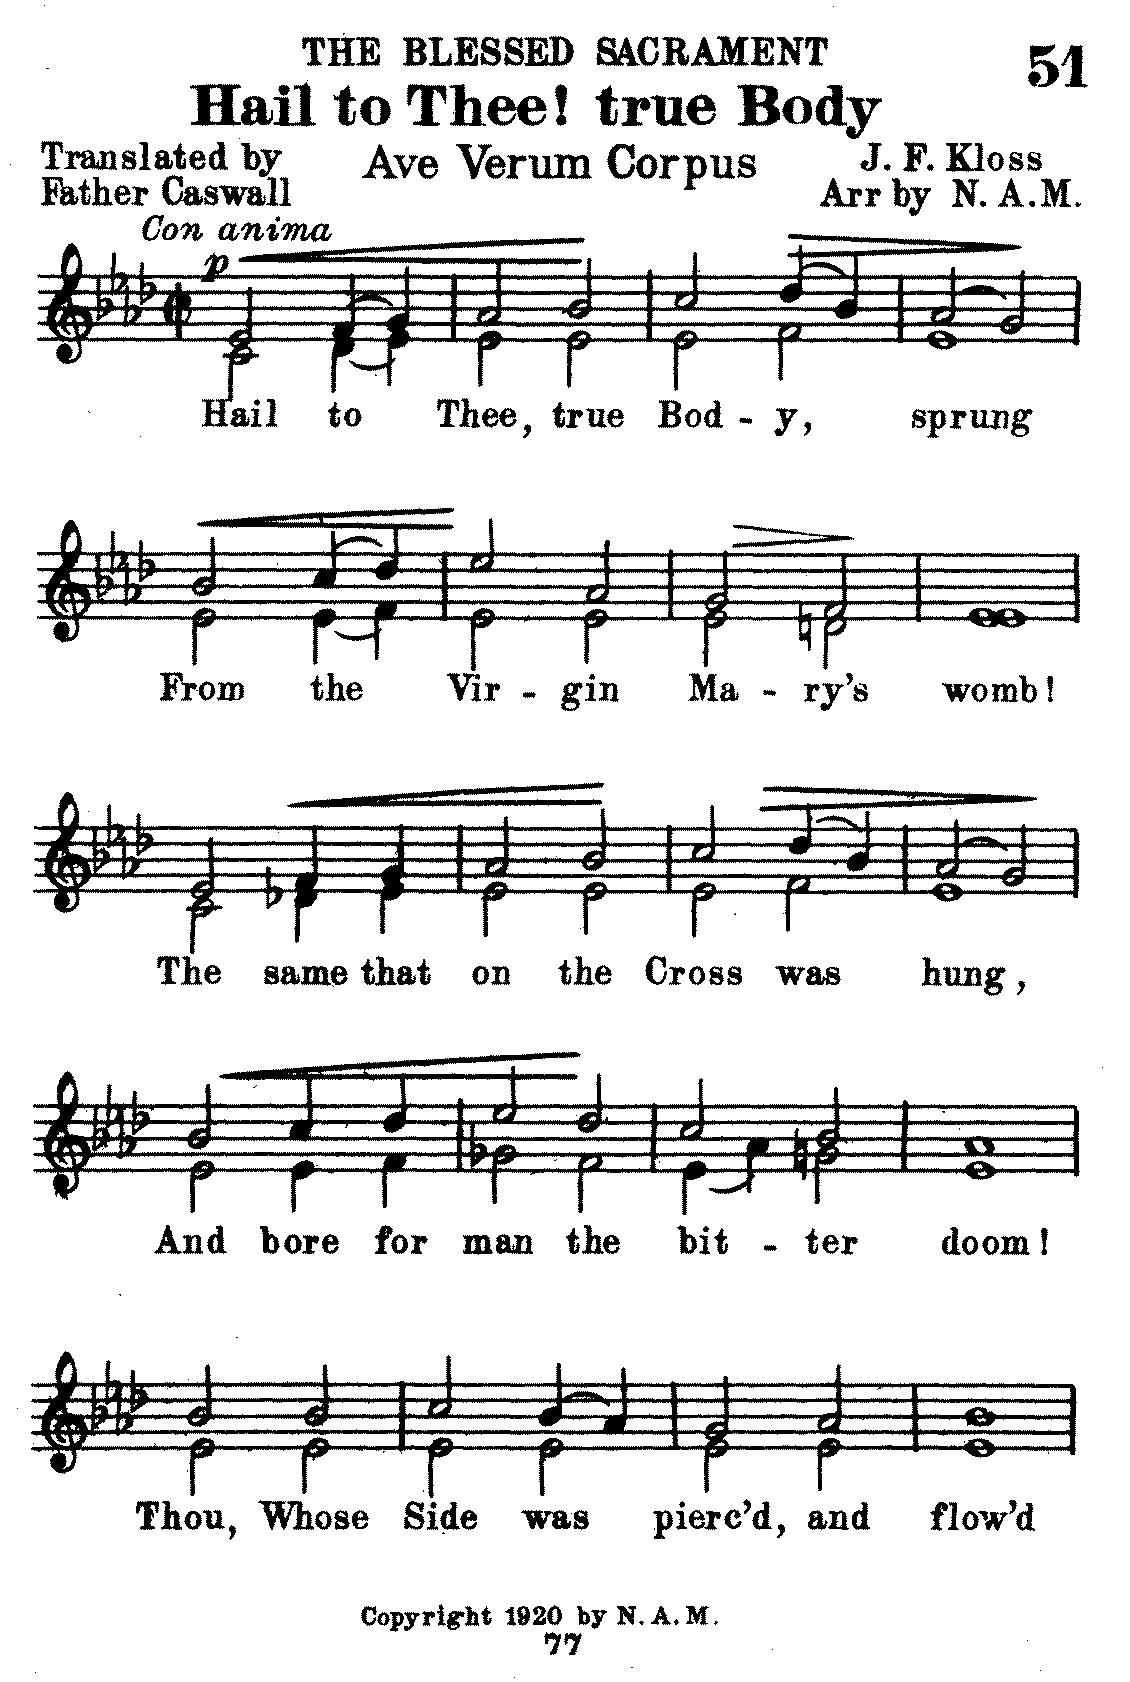 THE BLESSED SACRAMENT
51
Hail to Thee! true Body
Translated by
Father Caswall
Ave Verum Corpus
J. F. Kloss
Arr by N. A. M.
Con anima
p
Hail to Thee, true Bod - y, sprung
From the Vir - gin Ma - ry's womb!
The same that on the Cross was hung,
And bore for man the bit - ter doom!
Thou, Whose Side was pierc'd, and flow'd
Copyright 1920 by N. A. M.
77